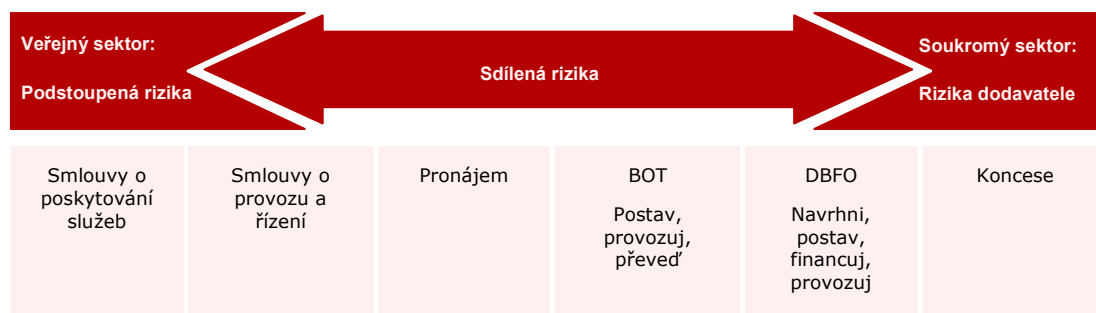 Veřejný sektor:
Podstoupená rizika
Sdílená rizika
Soukromý sektor:
Rizika dodavatele
Smlouvy o
poskytování
služeb
Smlouvy o
provozu a
řízení
Pronájem
BOT
Postav,
provozuj,
převeď
DBFO
Navrhni,
postav,
financuj,
provozuj
Koncese